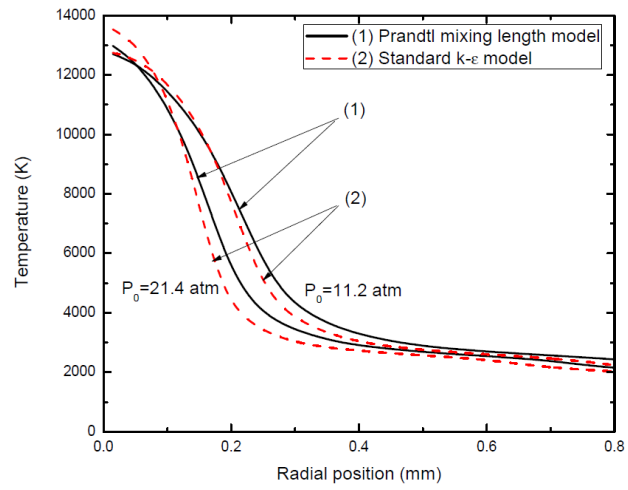 14000
12000
10000
8000
6000
4000
2000
0
Temperature (K)
(1) Prandtl mixing length model
(2) Standard k-ε model
(1)
(2)
P₀=21.4 atm
P₀=11.2 atm
0.0
0.2
0.4
0.6
0.8
Radial position (mm)